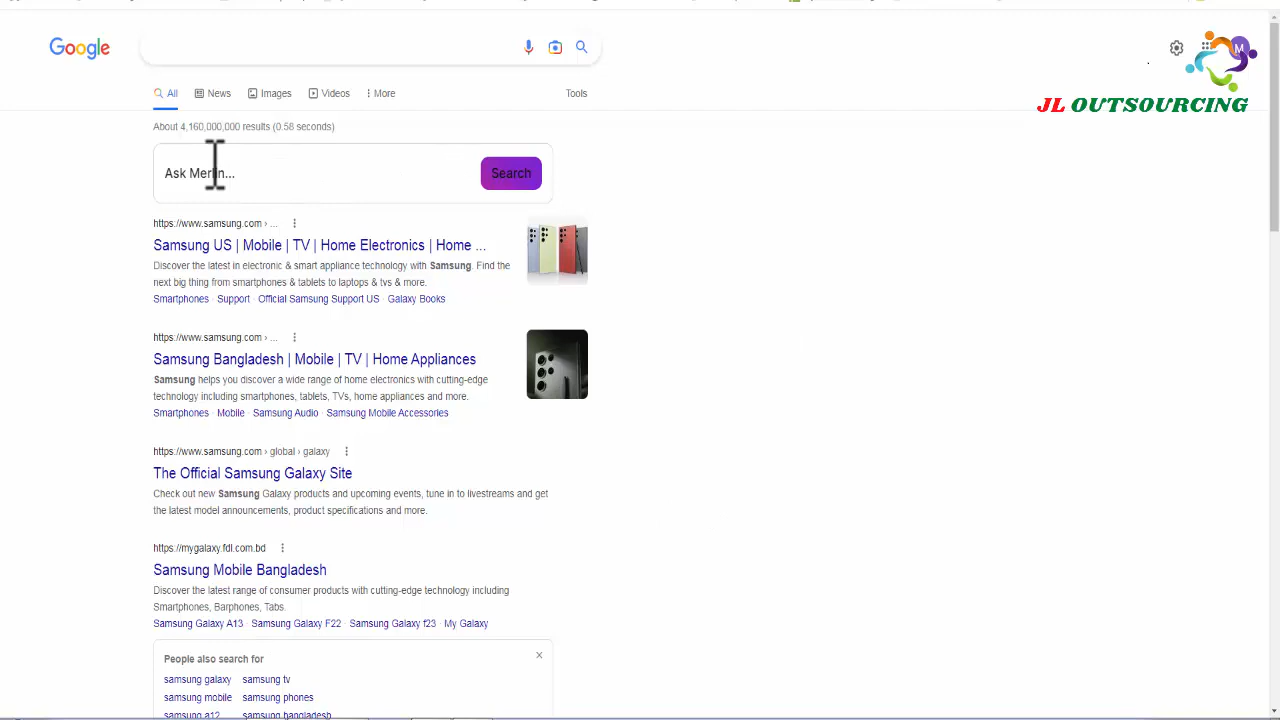 Google
All News Images Videos More Tools
M
JL OUTSOURCING
About 4,160,000,000 results (0.58 seconds)
Ask Merlin... Search
https://www.samsung.com › ...
Samsung US | Mobile | TV | Home Electronics | Home ...
Discover the latest in electronic & smart appliance technology with Samsung. Find the
next big thing from smartphones & tablets to laptops & tvs & more.
Smartphones · Support · Official Samsung Support US · Galaxy Books
https://www.samsung.com › ...
Samsung Bangladesh | Mobile | TV | Home Appliances
Samsung helps you discover a wide range of home electronics with cutting-edge
technology including smartphones, tablets, TVs, home appliances and more.
Smartphones · Mobile · Samsung Audio · Samsung Mobile Accessories
https://www.samsung.com › global › galaxy
The Official Samsung Galaxy Site
Check out new Samsung Galaxy products and upcoming events, tune in to livestreams and get
the latest model announcements, product specifications and more.
https://mygalaxy.fdl.com.bd
Samsung Mobile Bangladesh
Discover the latest range of consumer products with cutting-edge technology including
Smartphones, Barphones, Tabs.
Samsung Galaxy A13 · Samsung Galaxy F22 · Samsung Galaxy f23 · My Galaxy
People also search for
samsung galaxy samsung tv
samsung mobile samsung phones
samsung a12 samsung bangladesh